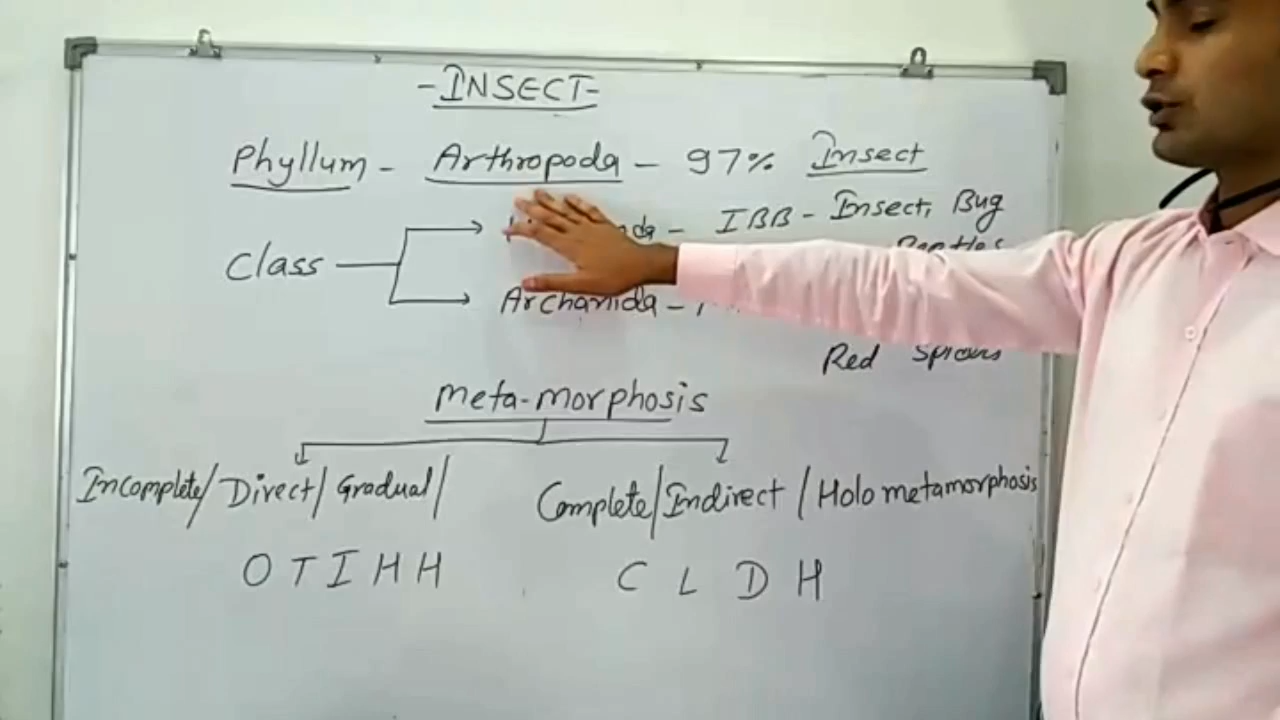 -INSECT-
Phyllum - Arthropoda - 97% Insect
IBB - Insect, Bug
Class
Archanida -
Red
Meta-morphosis
Incomplete/Direct/Gradual/ Complete/Indirect/Holo metamorphosis
O T I H H C L D H